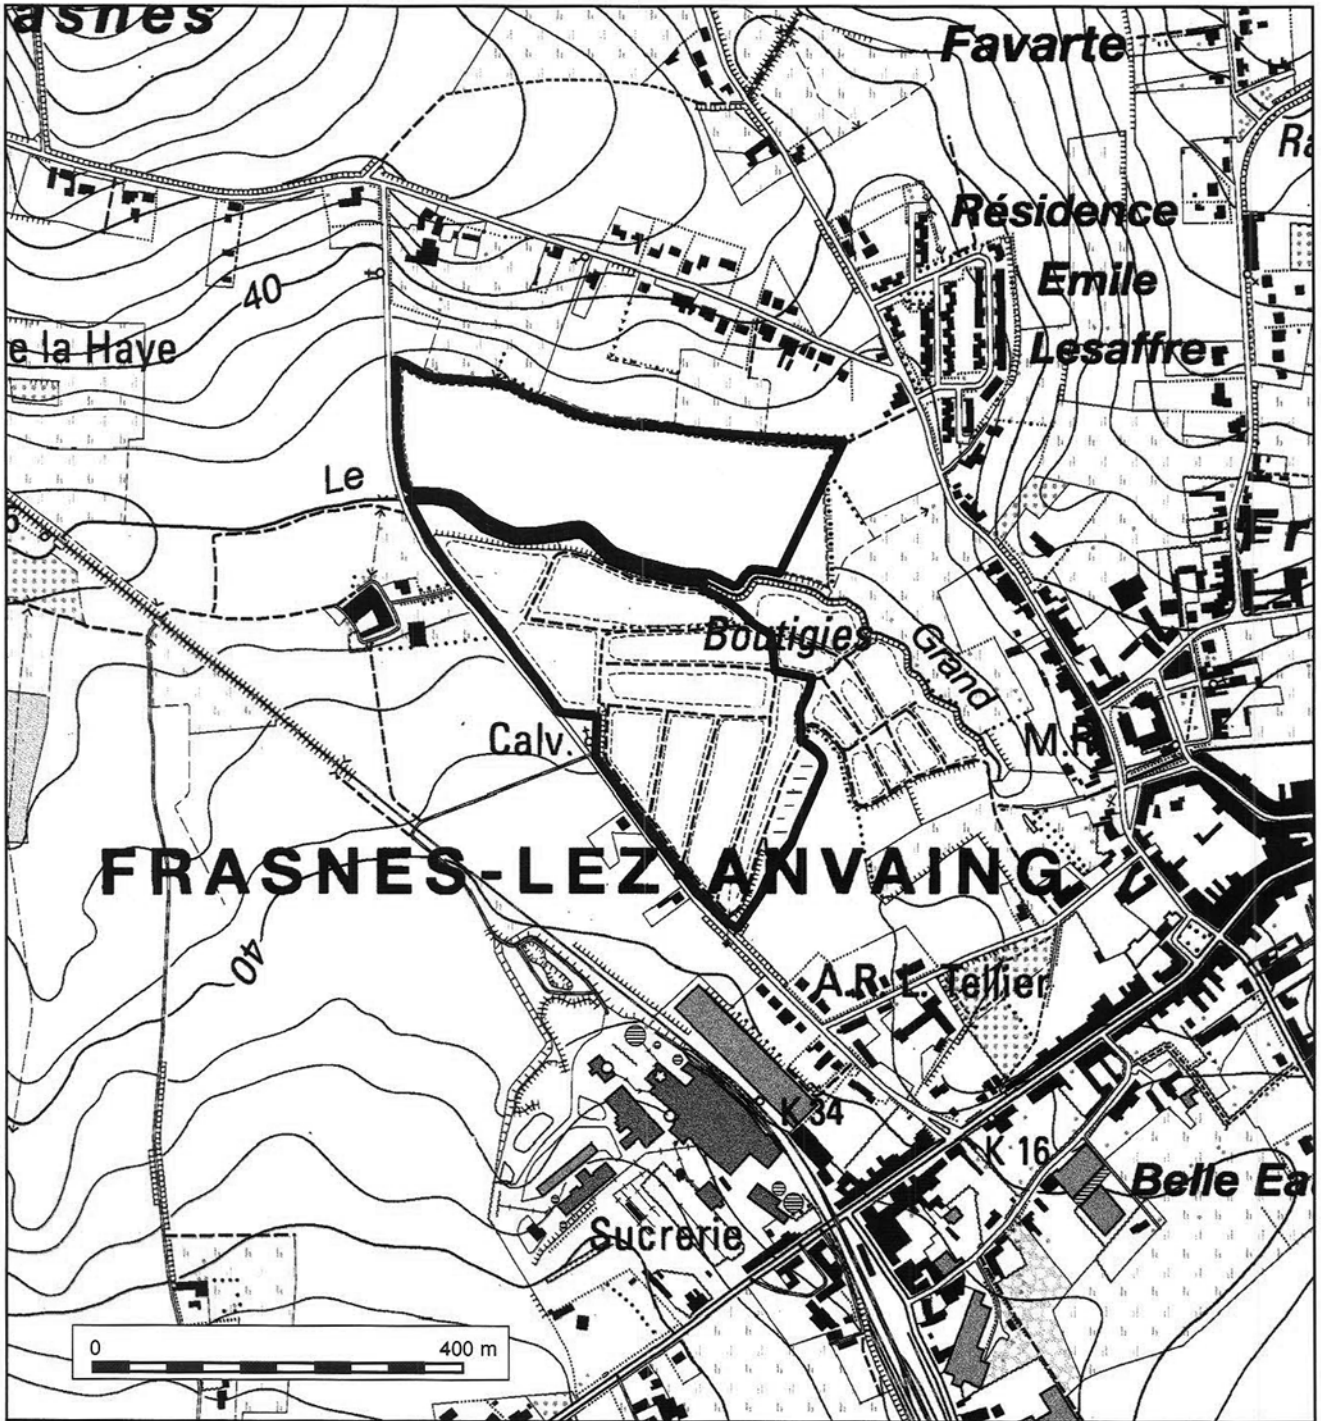 asnes
Favarte
Ra
Résidence
Emile
Lesaffre
40
e la Haye
Le
Boutigies
Grand
Calv.
M.R.
FRASNES-LEZ-ANVAING
40
A.R. L. Tellier
K 34
K 16
Belle Ea
Sucrerie
0 400 m